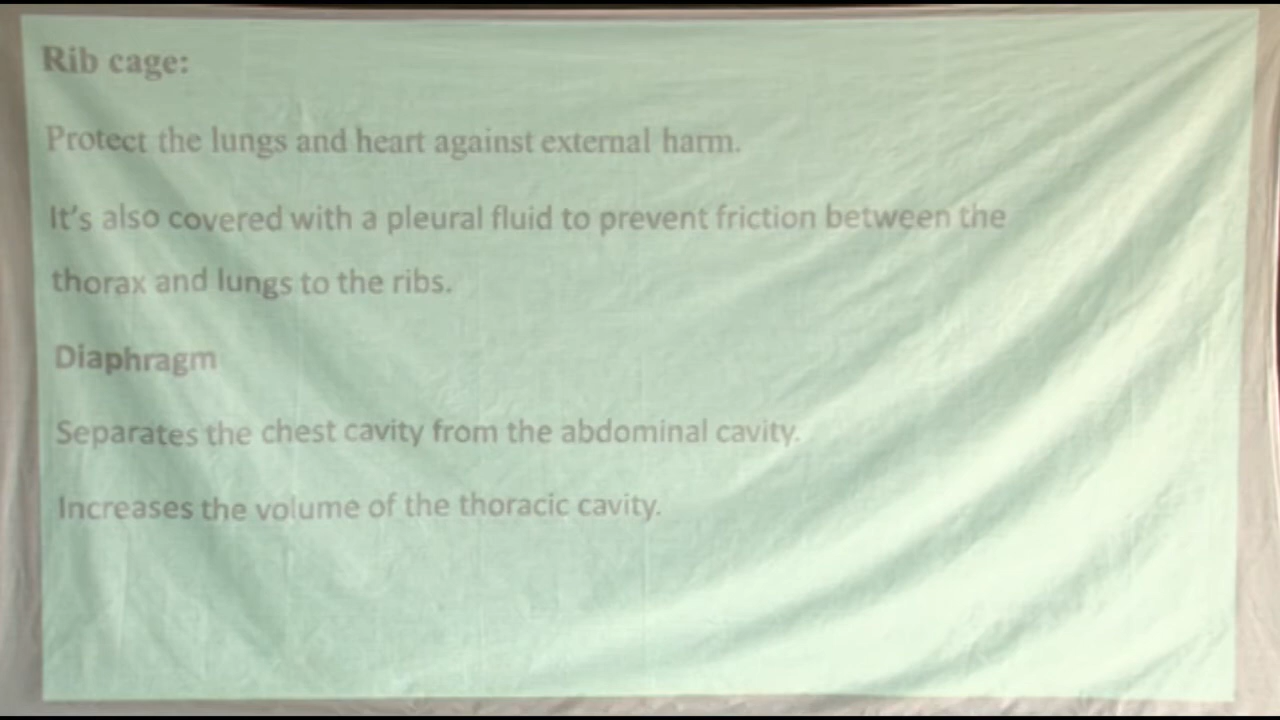 Rib cage:
Protect the lungs and heart against external harm.
It's also covered with a pleural fluid to prevent friction between the
thorax and lungs to the ribs.
Diaphragm
Separates the chest cavity from the abdominal cavity.
Increases the volume of the thoracic cavity.